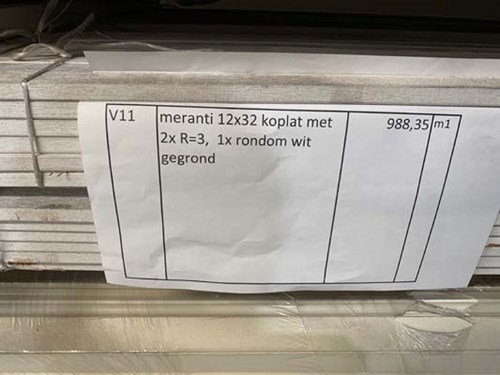 V11 meranti 12x32 koplat met 988,35 m1
2x R=3, 1x rondom wit
gegrond